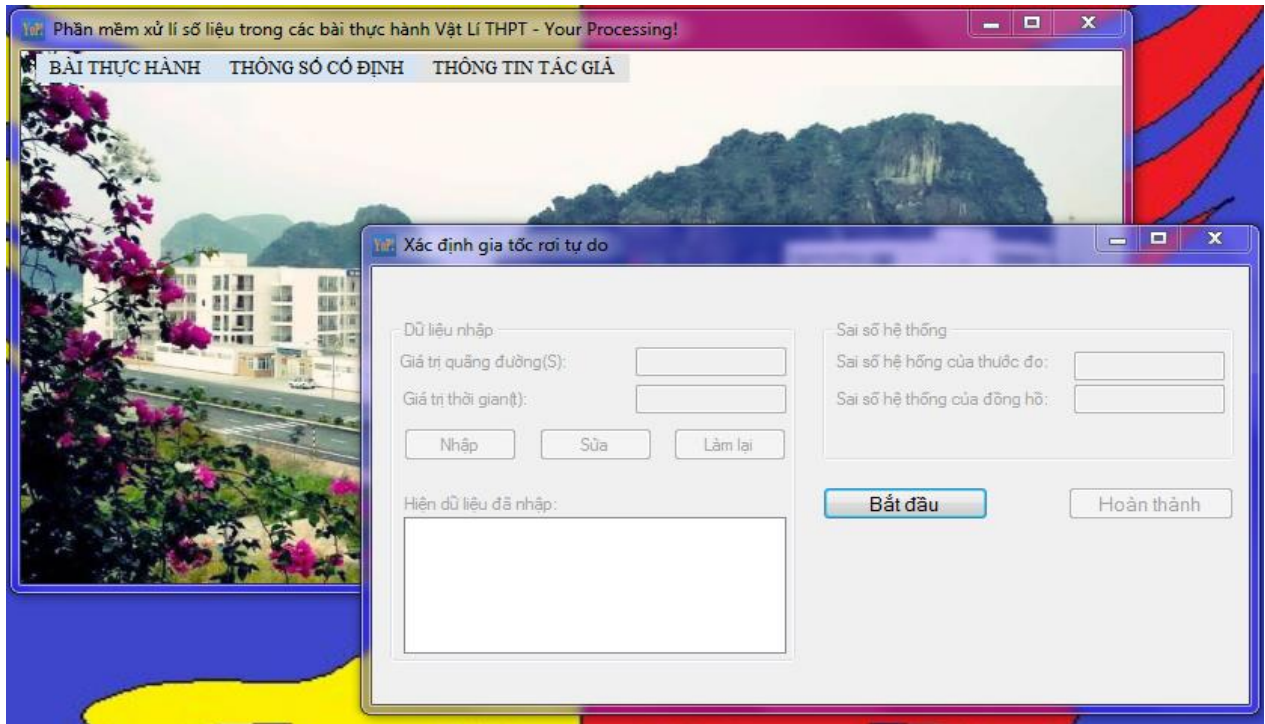 YoP! Phần mềm xử lí số liệu trong các bài thực hành Vật Lí THPT - Your Processing!
BÀI THỰC HÀNH THÔNG SỐ CỐ ĐỊNH THÔNG TIN TÁC GIẢ
YoP! Xác định gia tốc rơi tự do
Dữ liệu nhập
Giá trị quãng đường(S):
Giá trị thời gian(t):
Nhập Sửa Làm lại
Hiện dữ liệu đã nhập:
Sai số hệ thống
Sai số hệ hống của thước đo:
Sai số hệ thống của đồng hồ:
Bắt đầu Hoàn thành